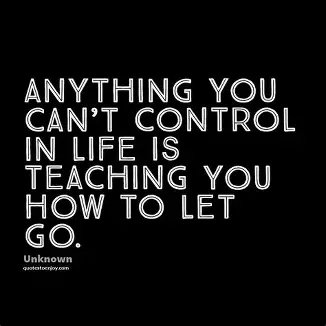 ANYTHING YOU
CAN'T CONTROL
IN LIFE IS
TEACHING YOU
HOW TO LET
GO.
Unknown
quotestoenjoy.com